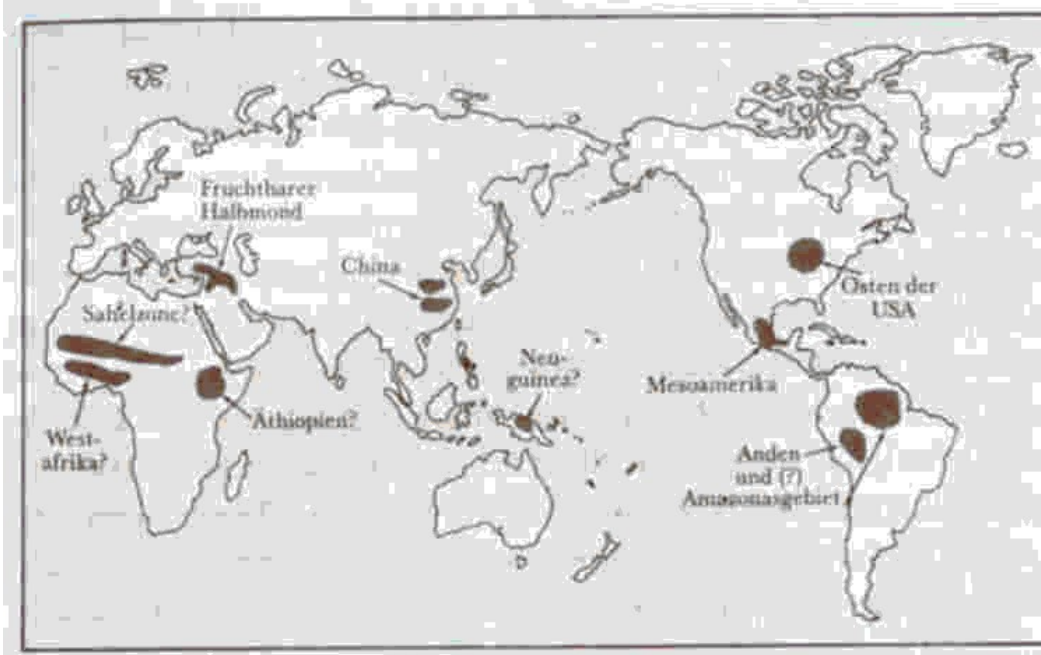 Fruchtbarer
Halbmond
China
Sahelzone?
Osten der
USA
Neu-
guinea?
Mesoamerika
Äthiopien?
West-
afrika?
Anden
und (?)
Amazonasgebiet